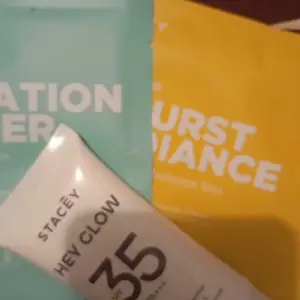 ATION
ER
Y
URST
DIANCE
STACEY
HEY GLOW
35